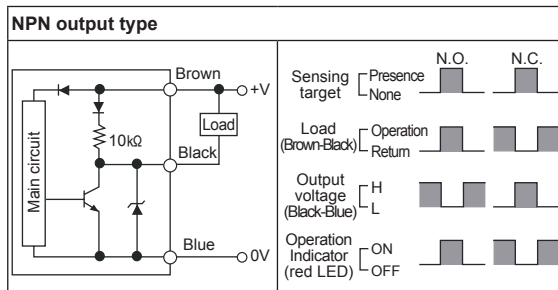 NPN output type
Main circuit
10kΩ
Brown
+V
Load
Black
Blue
0V
N.O.
N.C.
Sensing
target
Presence
None
Load
(Brown-Black)
Operation
Return
Output
voltage
(Black-Blue)
H
L
Operation
Indicator
(red LED)
ON
OFF